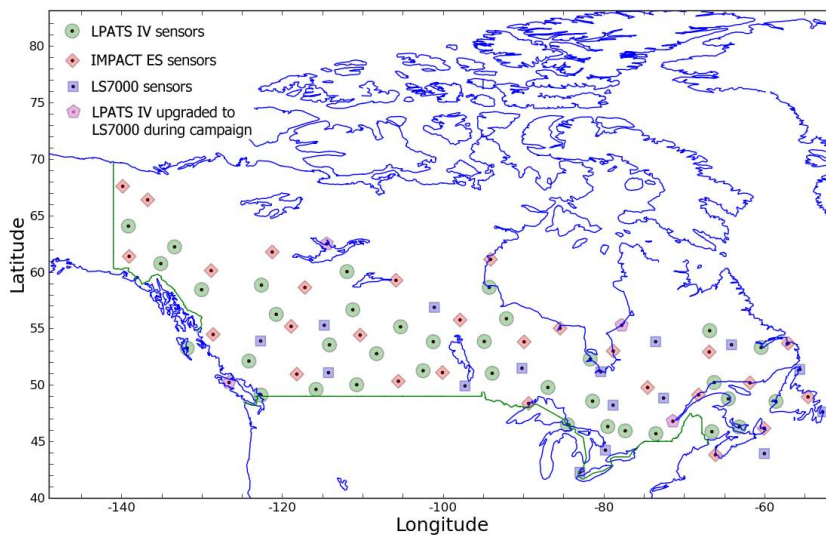 LPATS IV sensors
IMPACT ES sensors
LS7000 sensors
LPATS IV upgraded to
LS7000 during campaign
80
75
70
65
60
55
50
45
40
Latitude
-140
-120
-100
-80
-60
Longitude